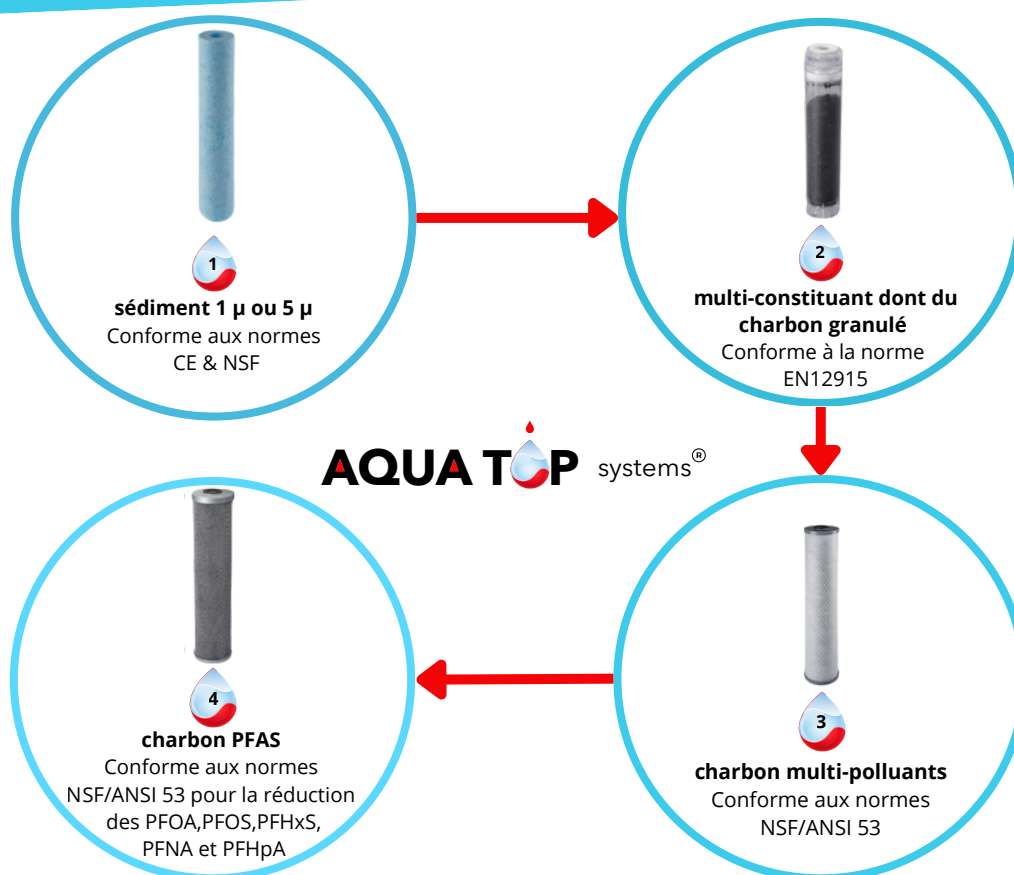 1
sédiment 1 µ ou 5 µ
Conforme aux normes
CE & NSF
2
multi-constituant dont du
charbon granulé
Conforme à la norme
EN12915
AQUA TOP systems®
4
charbon PFAS
Conforme aux normes
NSF/ANSI 53 pour la réduction
des PFOA,PFOS,PFHxS,
PFNA et PFHpA
3
charbon multi-polluants
Conforme aux normes
NSF/ANSI 53